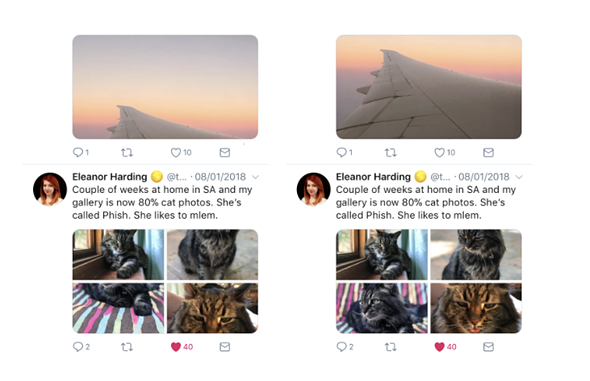 1 10
1 10
Eleanor Harding @t... · 08/01/2018
Couple of weeks at home in SA and my
gallery is now 80% cat photos. She's
called Phish. She likes to mlem.
2 40
Eleanor Harding @t... · 08/01/2018
Couple of weeks at home in SA and my
gallery is now 80% cat photos. She's
called Phish. She likes to mlem.
2 40